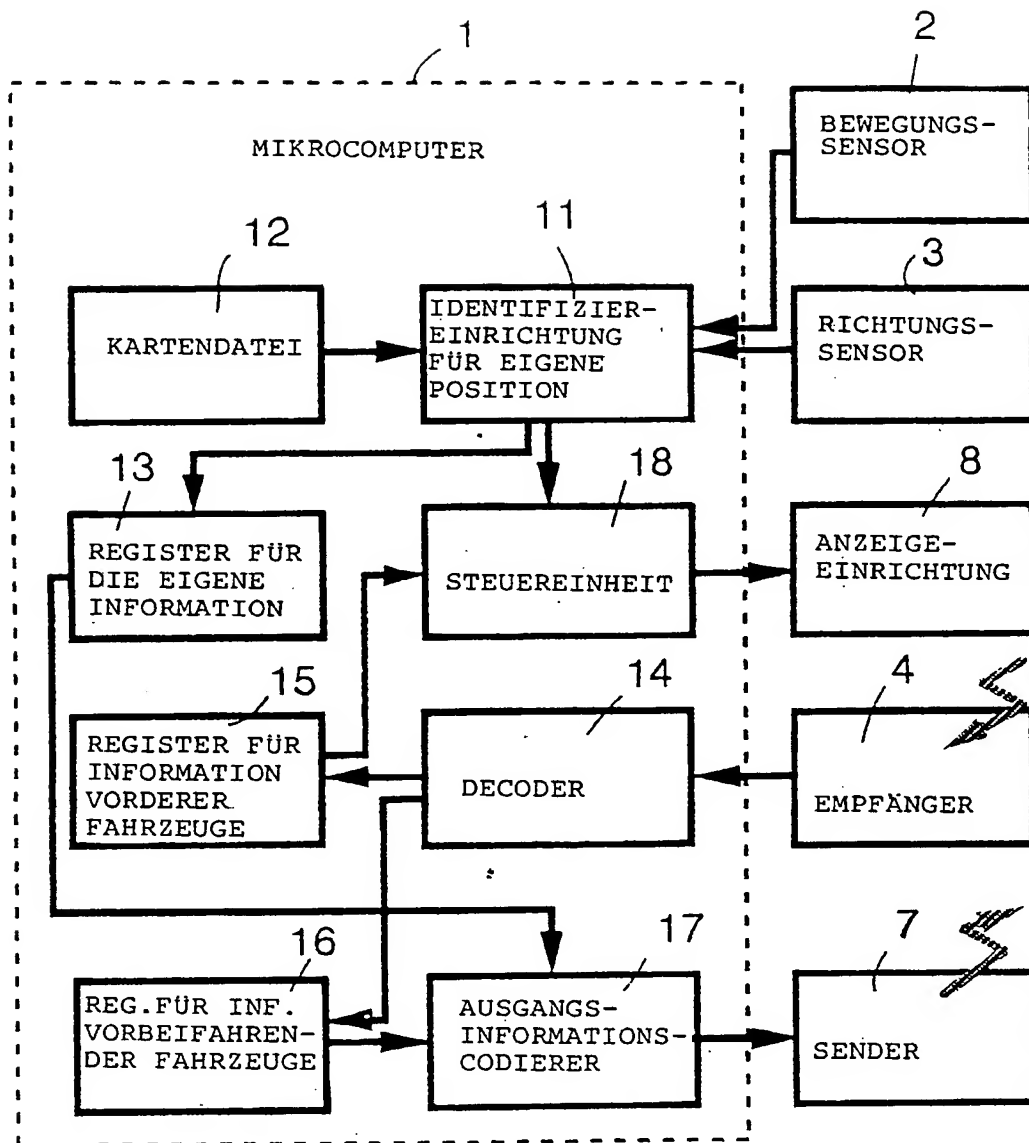 1
2
MIKROCOMPUTER
BEWEGUNGS-
SENSOR
12
11
3
KARTENDATEI
IDENTIFIZIER-
EINRICHTUNG
FÜR EIGENE
POSITION
RICHTUNGS-
SENSOR
13
18
8
REGISTER FÜR
DIE EIGENE
INFORMATION
STEUEREINHEIT
ANZEIGE-
EINRICHTUNG
15
14
4
REGISTER FÜR
INFORMATION
VORDERER
FAHRZEUGE
DECODER
EMPFÄNGER
16
17
7
REG.FÜR INF.
VORBEIFAHREN-
DER FAHRZEUGE
AUSGANGS-
INFORMATIONS-
CODIERER
SENDER